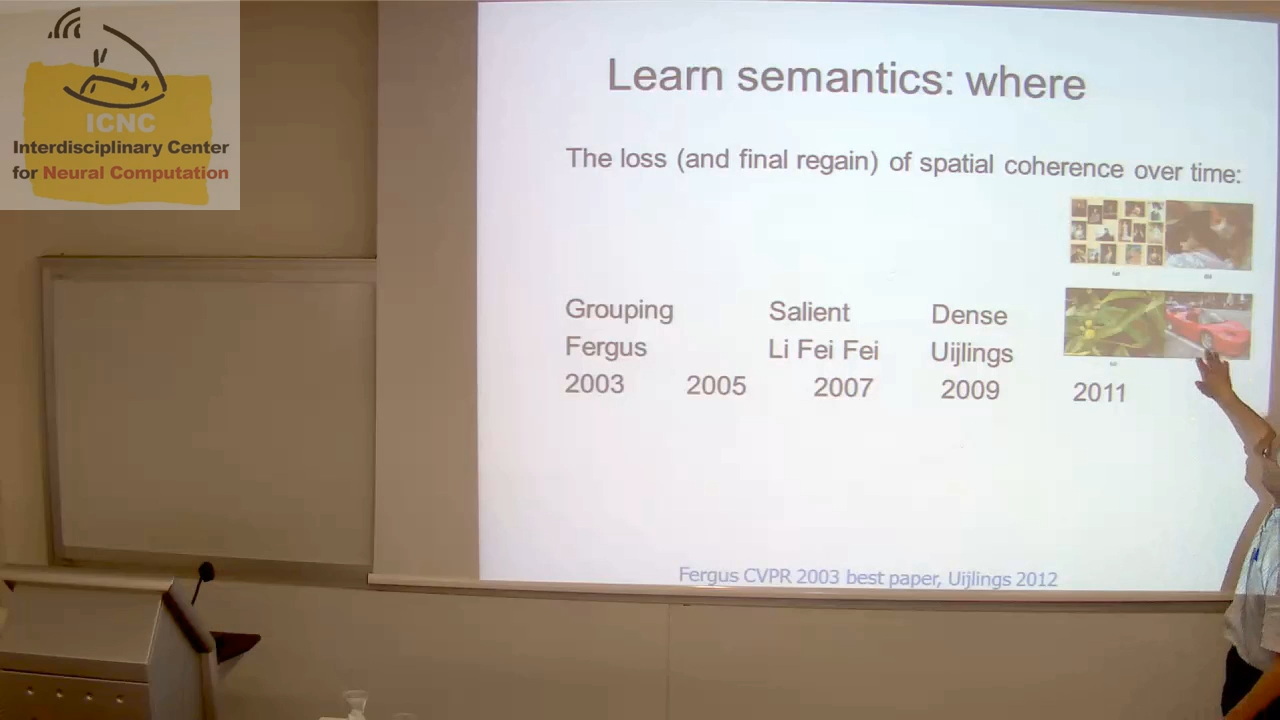 ICNC
Interdisciplinary Center
for Neural Computation
Learn semantics: where
The loss (and final regain) of spatial coherence over time:
Grouping Salient Dense
Fergus Li Fei Fei Uijlings
2003 2005 2007 2009 2011
Fergus CVPR 2003 best paper, Uijlings 2012